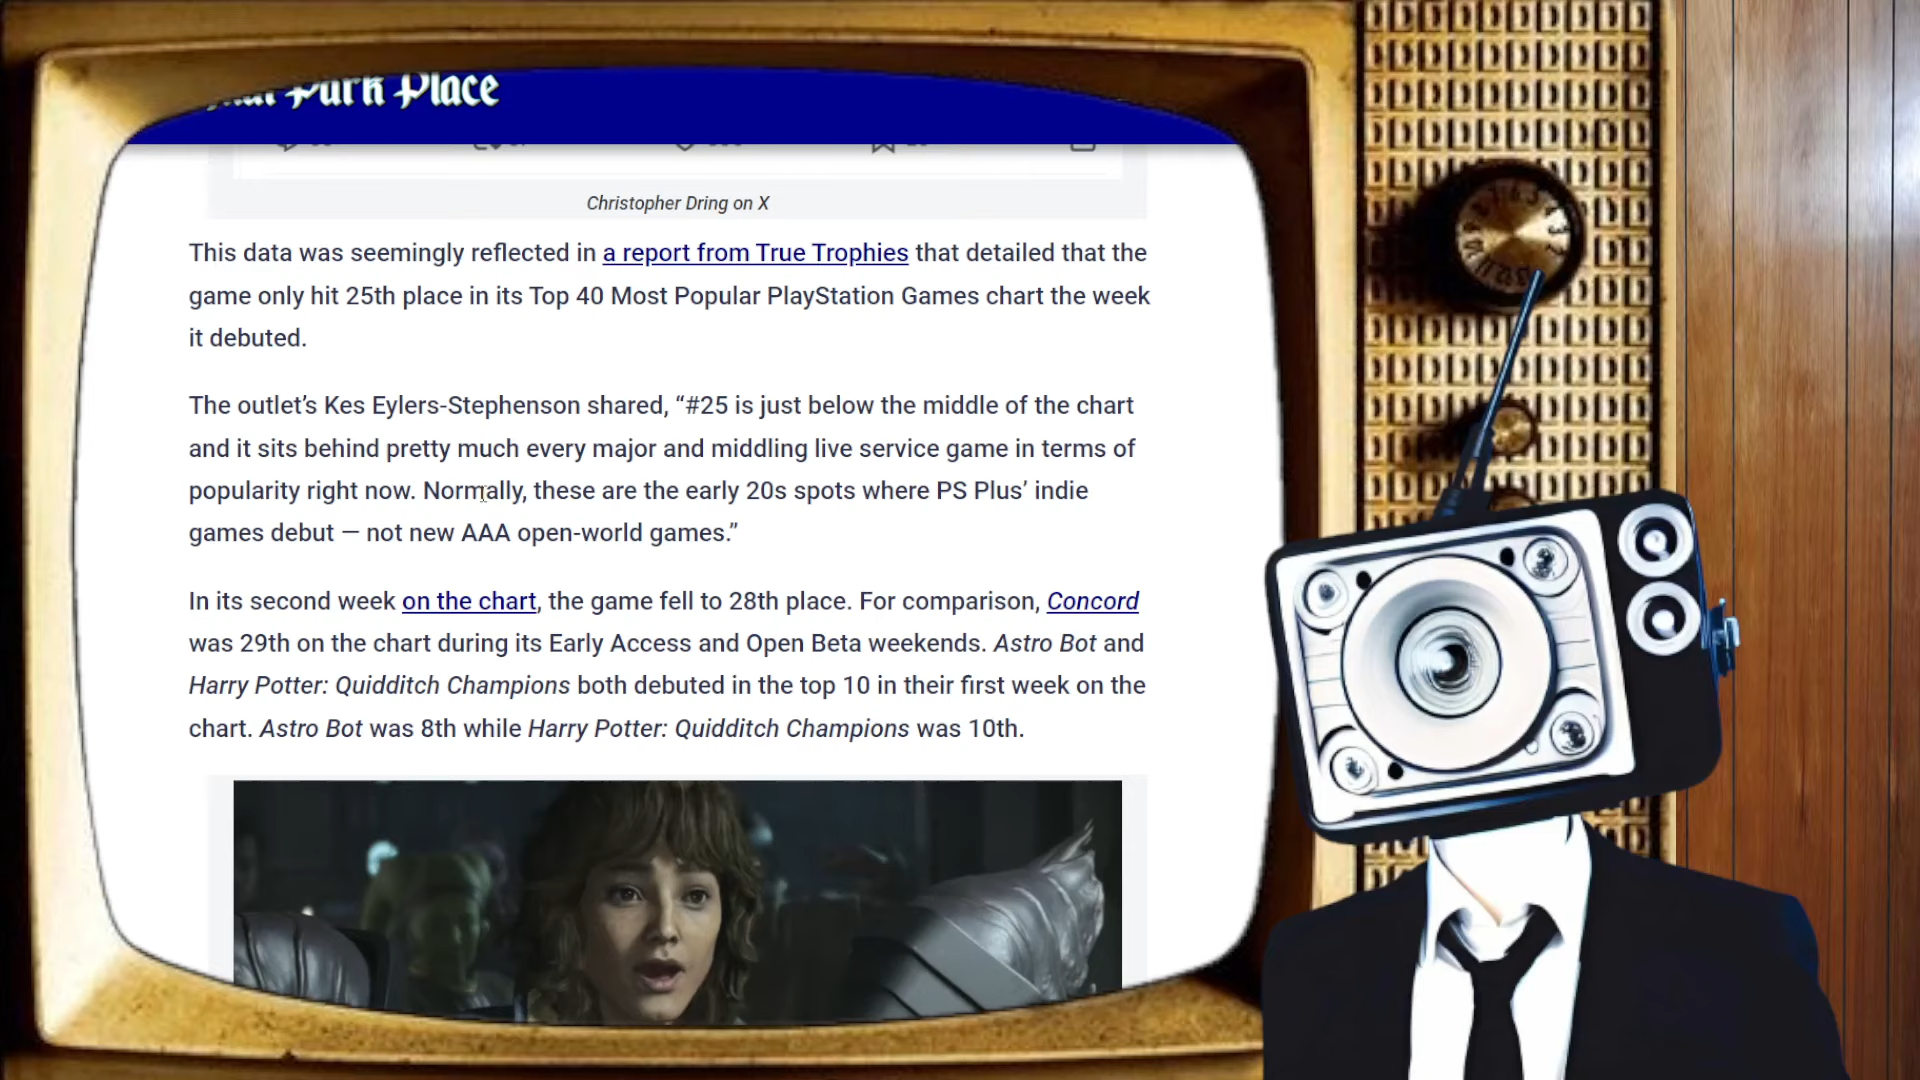 Park Place
Christopher Dring on X
This data was seemingly reflected in a report from True Trophies that detailed that the
game only hit 25th place in its Top 40 Most Popular PlayStation Games chart the week
it debuted.
The outlet’s Kes Eylers-Stephenson shared, “#25 is just below the middle of the chart
and it sits behind pretty much every major and middling live service game in terms of
popularity right now. Normally, these are the early 20s spots where PS Plus’ indie
games debut — not new AAA open-world games.”
In its second week on the chart, the game fell to 28th place. For comparison, Concord
was 29th on the chart during its Early Access and Open Beta weekends. Astro Bot and
Harry Potter: Quidditch Champions both debuted in the top 10 in their first week on the
chart. Astro Bot was 8th while Harry Potter: Quidditch Champions was 10th.